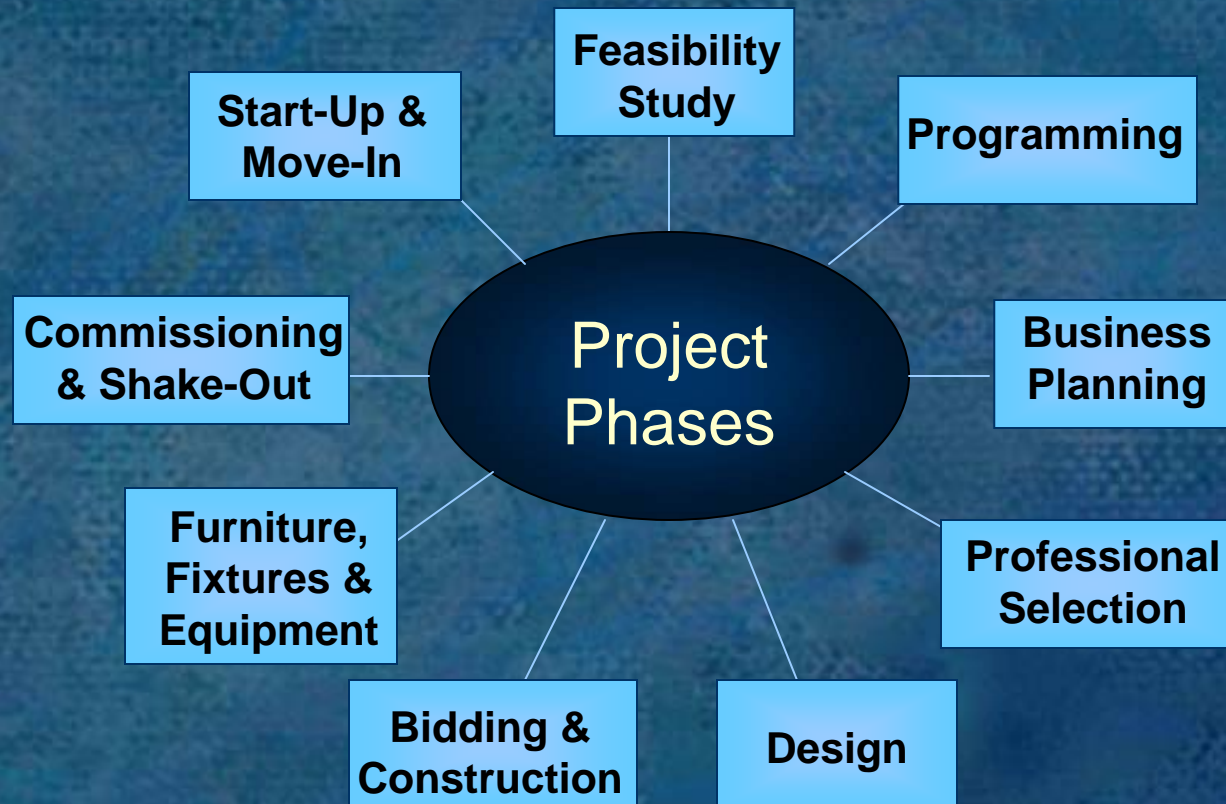 Feasibility
Study
Programming
Business
Planning
Professional
Selection
Design
Bidding &
Construction
Furniture,
Fixtures &
Equipment
Commissioning
& Shake-Out
Start-Up &
Move-In
Project
Phases